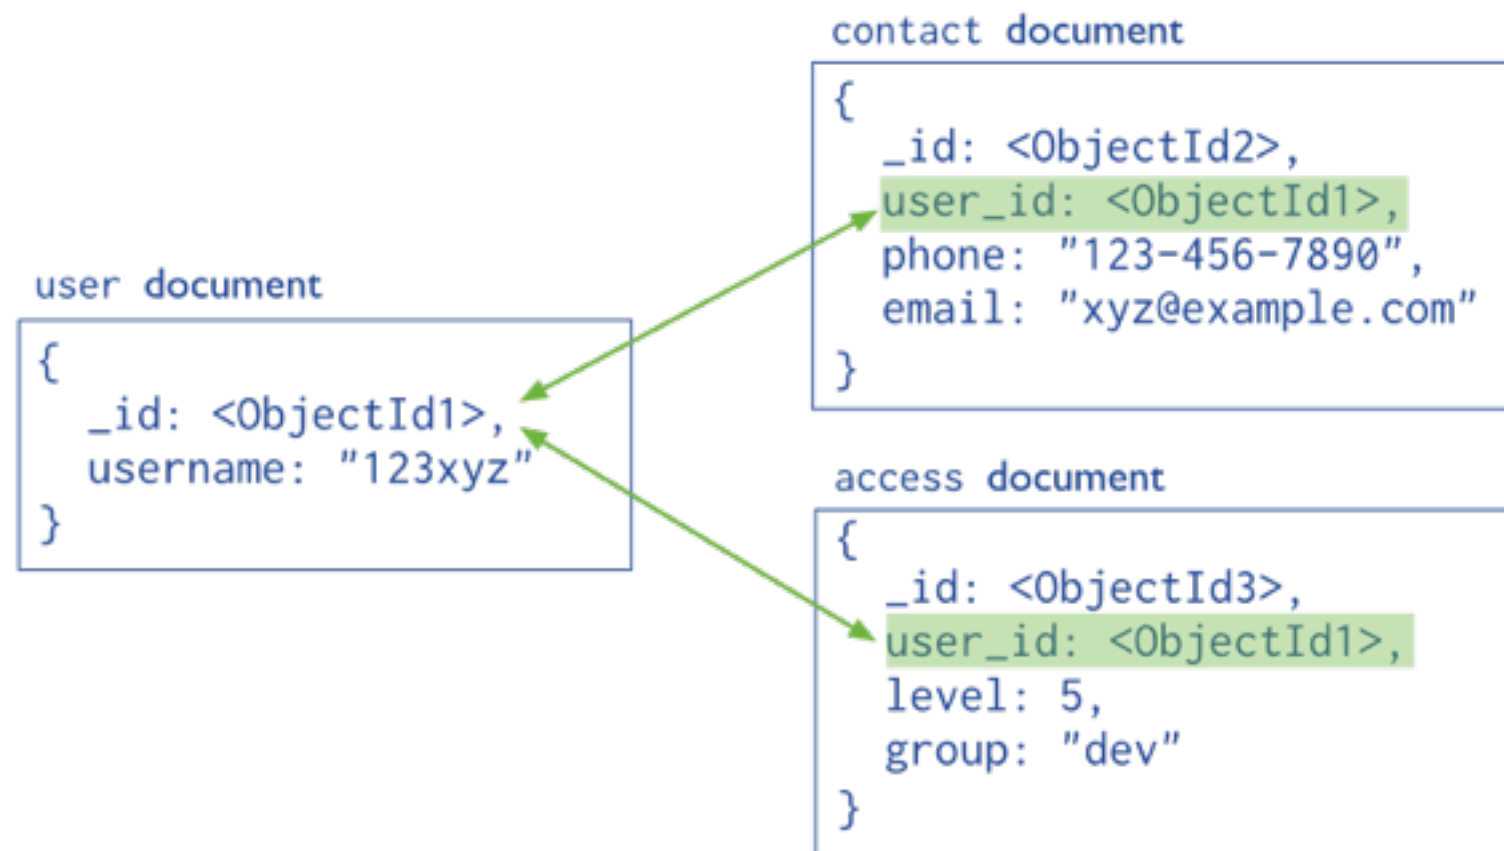 user document
{
_id: <ObjectId1>,
username: "123xyz"
}
contact document
{
_id: <ObjectId2>,
user_id: <ObjectId1>,
phone: "123-456-7890",
email: "xyz@example.com"
}
access document
{
_id: <ObjectId3>,
user_id: <ObjectId1>,
level: 5,
group: "dev"
}